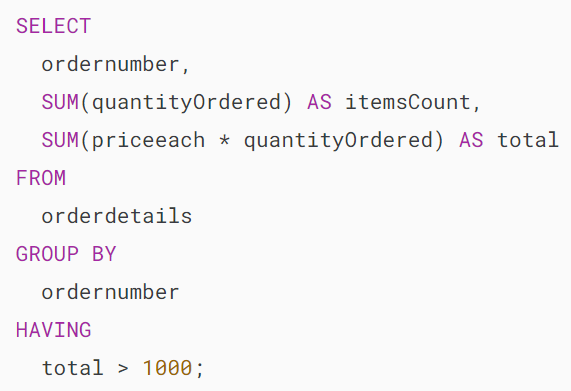 SELECT
  ordernumber,
  SUM(quantityOrdered) AS itemsCount,
  SUM(priceeach * quantityOrdered) AS total
FROM
  orderdetails
GROUP BY
  ordernumber
HAVING
  total > 1000;